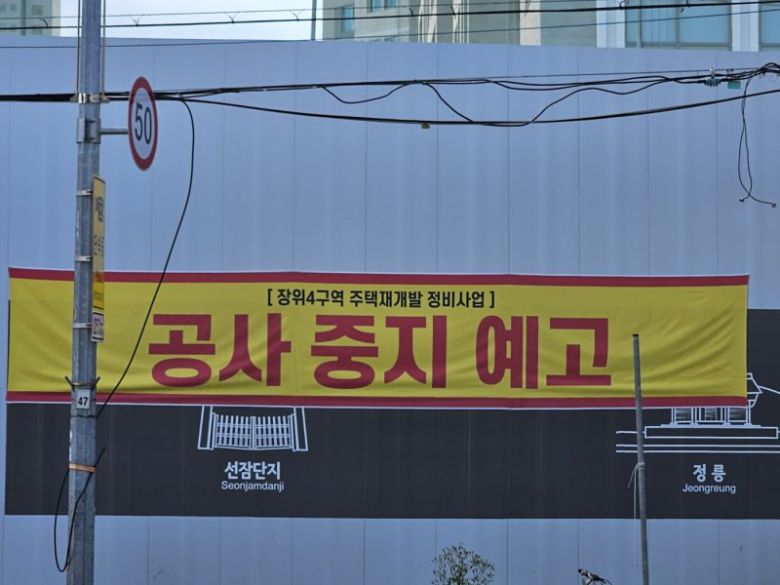 50
[ 장위4구역 주택재개발 정비사업 ]
공사 중지 예고
47
선잠단지
Seonjamdanji
정릉
Jeongreung